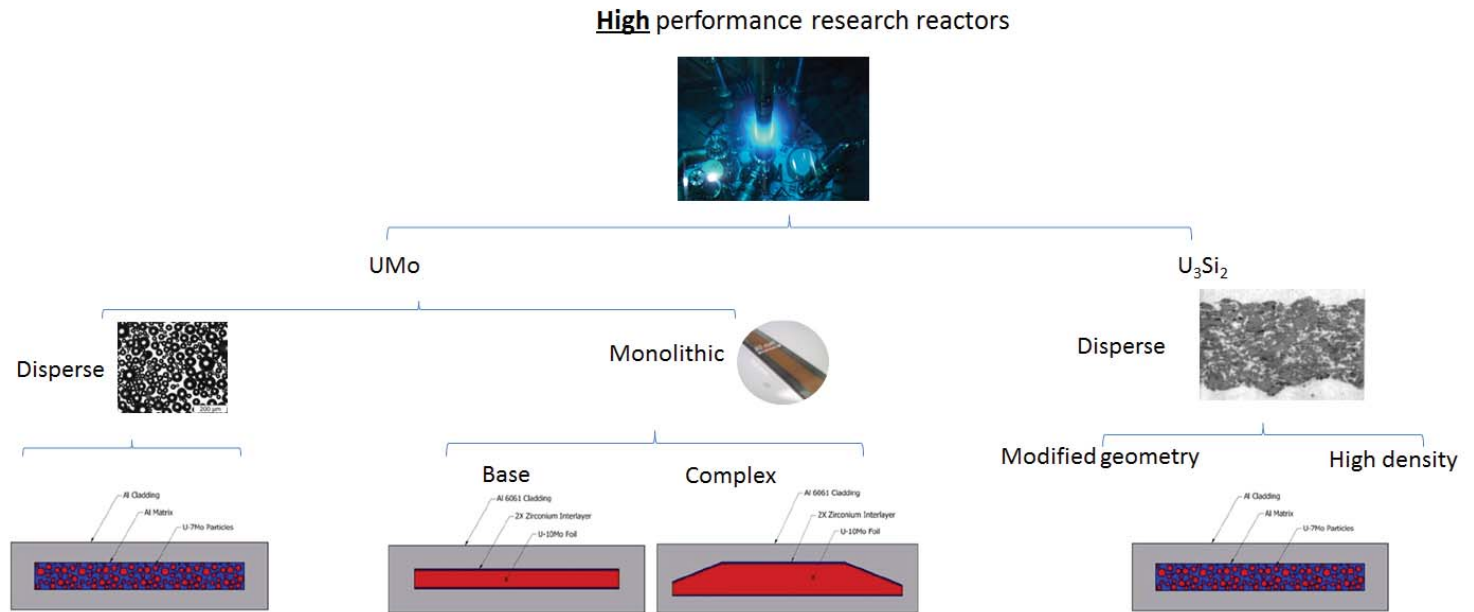 High performance research reactors
UMo
U₃Si₂
Disperse
200 µm
Monolithic
Disperse
Base
Complex
Modified geometry
High density
Al Cladding
Al Matrix
U-7Mo Particles
Al 6061 Cladding
2X Zirconium Interlayer
U-10Mo Foil
Al 6061 Cladding
2X Zirconium Interlayer
U-10Mo Foil
Al Cladding
Al Matrix
U-7Mo Particles